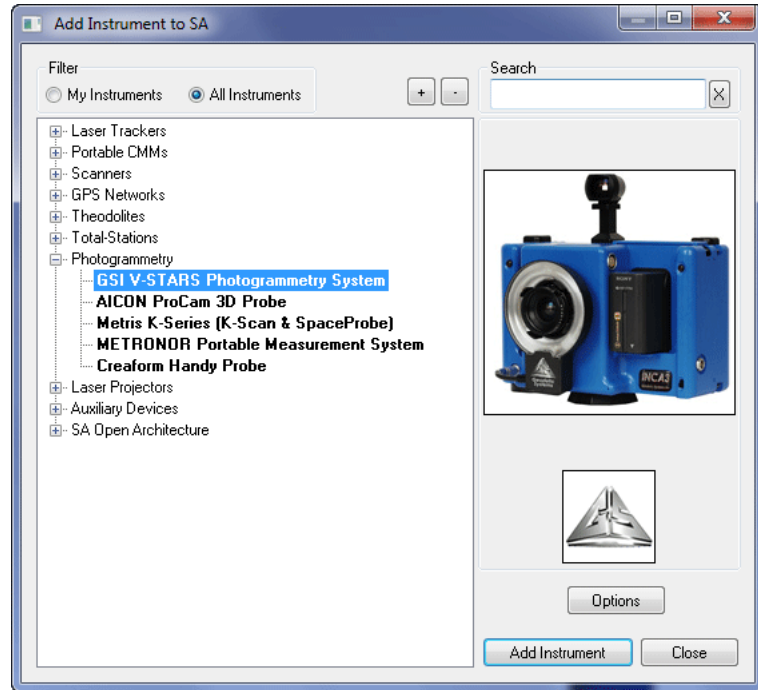 Add Instrument to SA
Filter
My Instruments
All Instruments
+
-
Search
X
Laser Trackers
Portable CMMs
Scanners
GPS Networks
Theodolites
Total-Stations
Photogrammetry
GSI V-STARS Photogrammetry System
AICON ProCam 3D Probe
Metris K-Series (K-Scan & SpaceProbe)
METRONOR Portable Measurement System
Creaform Handy Probe
Laser Projectors
Auxiliary Devices
SA Open Architecture
SONY
INCA3
Options
Add Instrument
Close